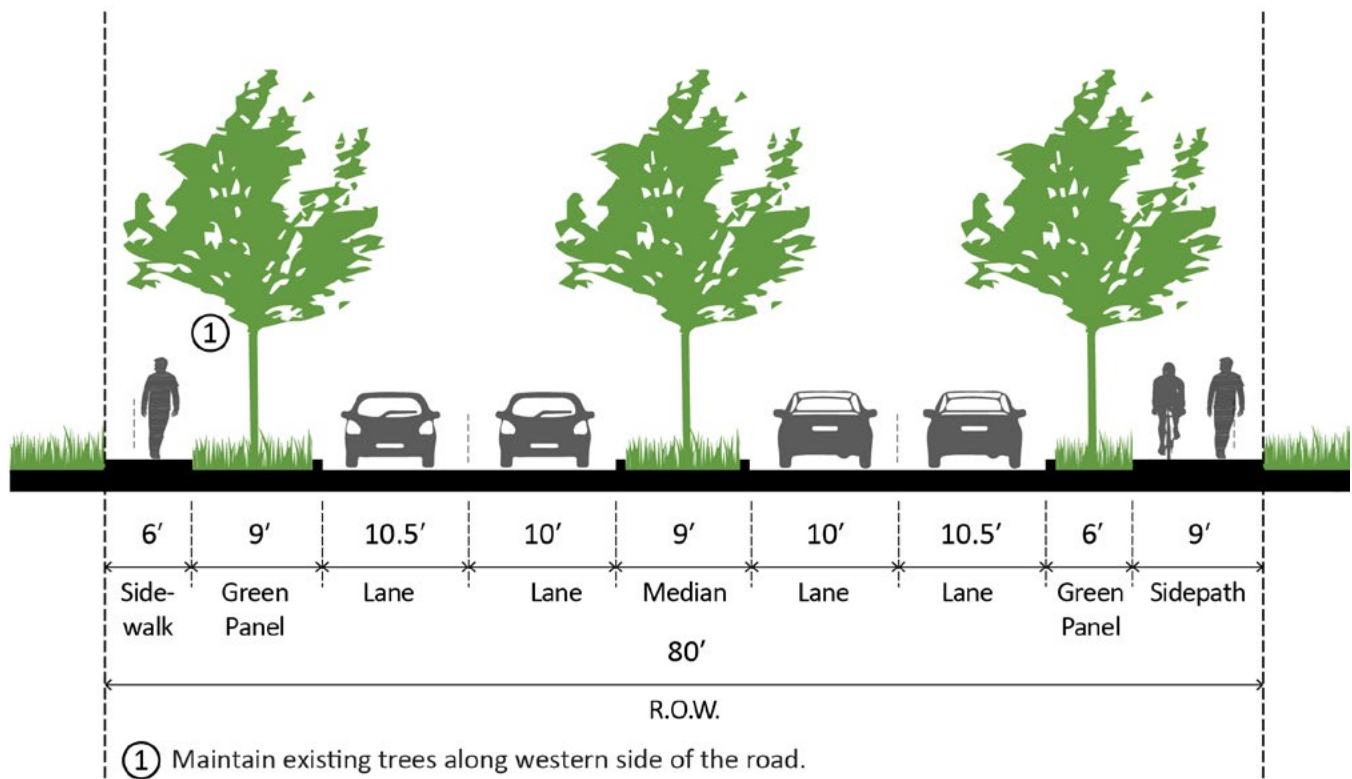 ①
6′ 9′ 10.5′ 10′ 9′ 10′ 10.5′ 6′ 9′
Side- Green Lane Lane Median Lane Lane Green Sidepath
walk Panel Panel
80′
R.O.W.
① Maintain existing trees along western side of the road.